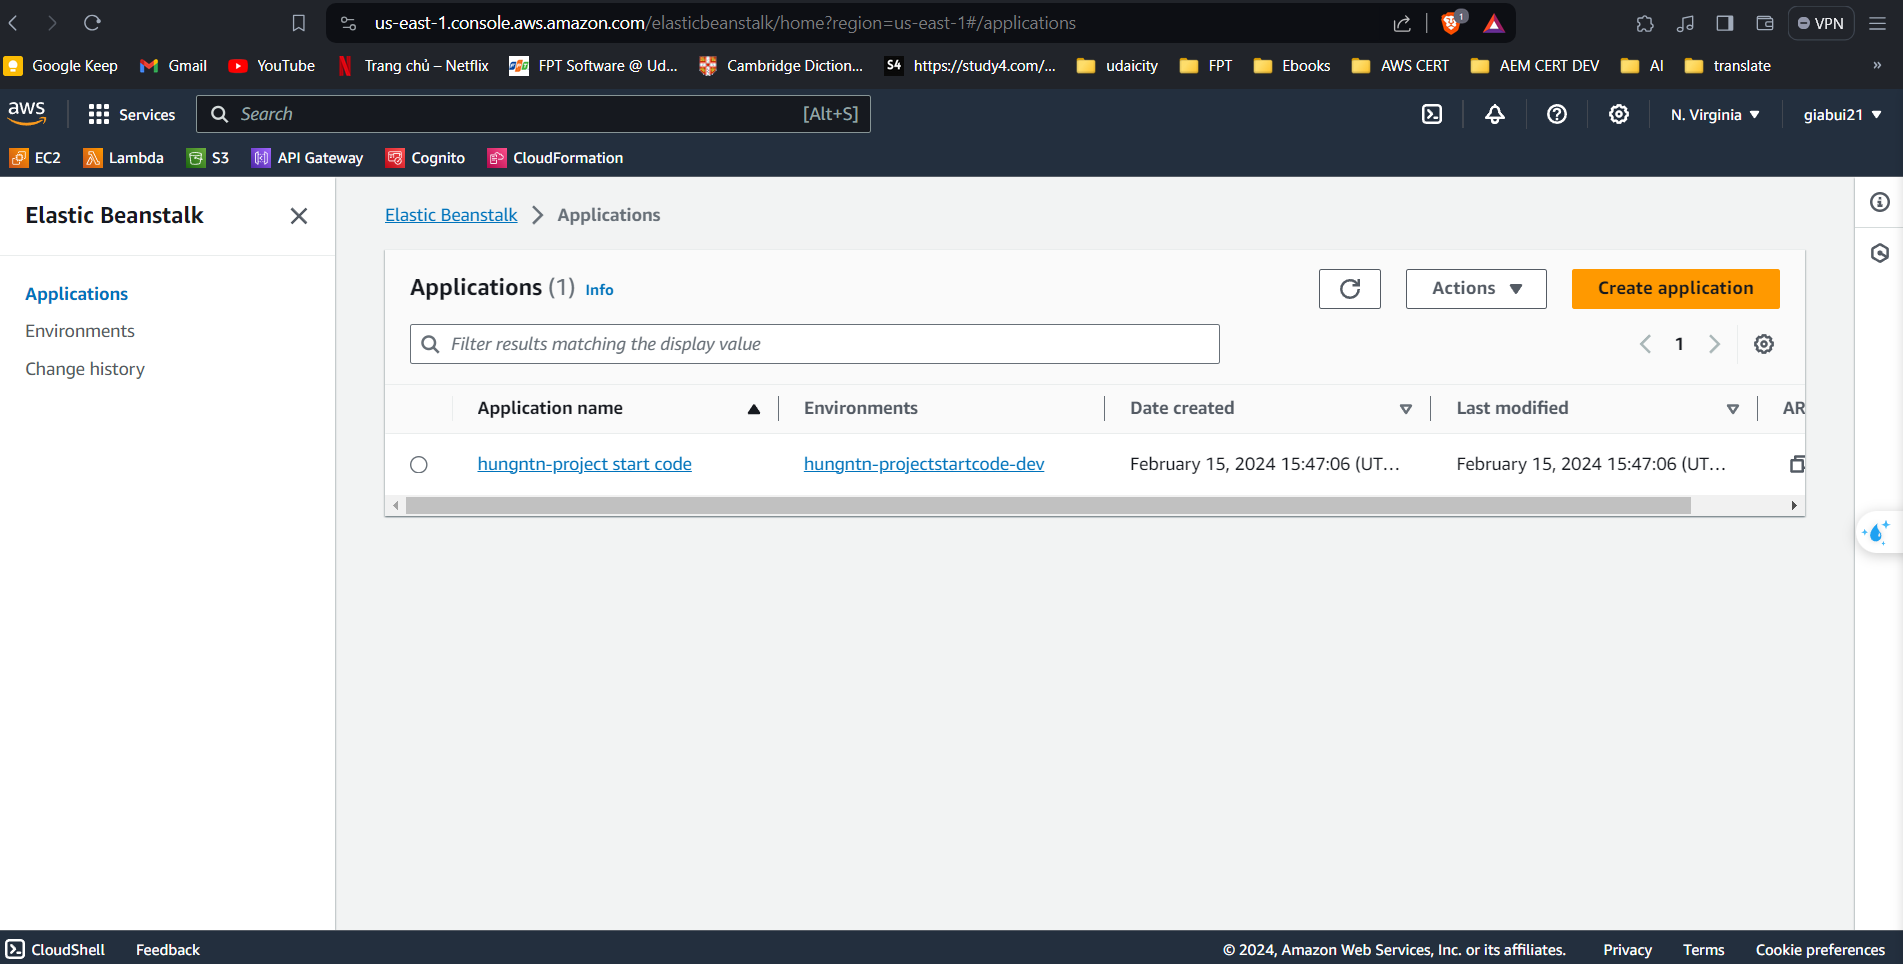 us-east-1.console.aws.amazon.com/elasticbeanstalk/home?region=us-east-1#/applications
1
VPN
Google Keep
Gmail
YouTube
Trang chủ – Netflix
FPT Software @ Ud...
Cambridge Diction...
S4
https://study4.com/...
udaicity
FPT
Ebooks
AWS CERT
AEM CERT DEV
AI
translate
»
aws
Services
Search
[Alt+S]
N. Virginia
giabui21
EC2
Lambda
S3
API Gateway
Cognito
CloudFormation
Elastic Beanstalk
Applications
Environments
Change history
Elastic Beanstalk > Applications
Applications (1) Info
Actions
Create application
Filter results matching the display value
1
Application name
Environments
Date created
Last modified
AR
hungntn-project start code
hungntn-projectstartcode-dev
February 15, 2024 15:47:06 (UT...
February 15, 2024 15:47:06 (UT...
CloudShell
Feedback
© 2024, Amazon Web Services, Inc. or its affiliates.
Privacy
Terms
Cookie preferences